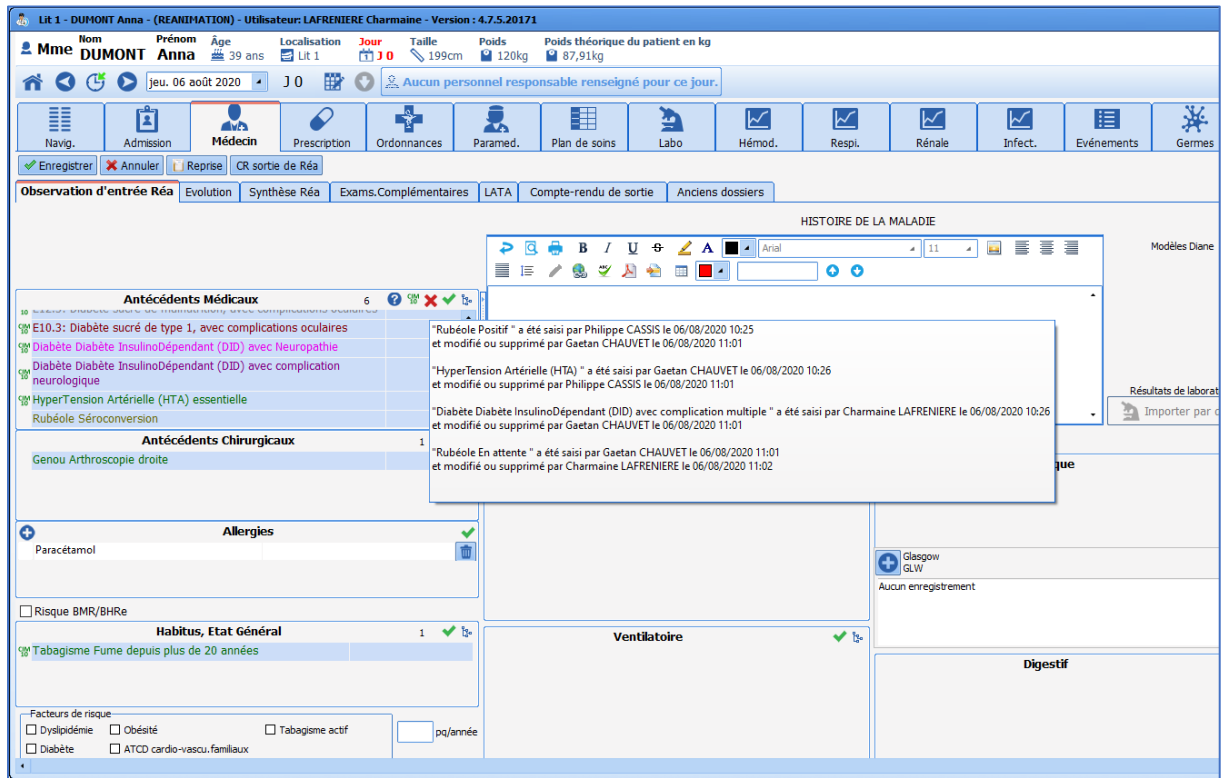 Lit 1 - DUMONT Anna - (REANIMATION) - Utilisateur: LAFRENIERE Charmaine - Version : 4.7.5.20171
Nom Prénom Âge Localisation Jour Taille Poids Poids théorique du patient en kg
Mme DUMONT Anna 39 ans Lit 1 J 0 199cm 120kg 87,91kg
jeu. 06 août 2020 J 0 Aucun personnel responsable renseigné pour ce jour.
Navig. Admission Médecin Prescription Ordonnances Paramed. Plan de soins Labo Hémod. Respi. Rénale Infect. Evénements Germes
Enregistrer Annuler Reprise CR sortie de Réa
Observation d'entrée Réa Evolution Synthèse Réa Exams.Complémentaires LATA Compte-rendu de sortie Anciens dossiers
HISTOIRE DE LA MALADIE
B I U S A Arial 11
Modèles Diane
Antécédents Médicaux 6
CIM 10
E10.3: Diabète sucré de type 1, avec complications oculaires
Diabète Diabète InsulinoDépendant (DID) avec Neuropathie
Diabète Diabète InsulinoDépendant (DID) avec complication
neurologique
HyperTension Artérielle (HTA) essentielle
Rubéole Séroconversion
"Rubéole Positif " a été saisi par Philippe CASSIS le 06/08/2020 10:25
et modifié ou supprimé par Gaetan CHAUVET le 06/08/2020 11:01
"HyperTension Artérielle (HTA) " a été saisi par Gaetan CHAUVET le 06/08/2020 10:26
et modifié ou supprimé par Philippe CASSIS le 06/08/2020 11:01
"Diabète Diabète InsulinoDépendant (DID) avec complication multiple " a été saisi par Charmaine LAFRENIERE le 06/08/2020 10:26
et modifié ou supprimé par Gaetan CHAUVET le 06/08/2020 11:01
"Rubéole En attente " a été saisi par Gaetan CHAUVET le 06/08/2020 11:01
et modifié ou supprimé par Charmaine LAFRENIERE le 06/08/2020 11:02
Résultats de laborat
Importer par
Antécédents Chirurgicaux 1
Genou Arthroscopie droite
que
Allergies
Paracétamol
Glasgow
GLW
Aucun enregistrement
Risque BMR/BHRe
Habitus, Etat Général 1
Tabagisme Fume depuis plus de 20 années
Ventilatoire
Digestif
Facteurs de risque
Dyslipidémie Obésité Tabagisme actif pq/année
Diabète ATCD cardio-vascu.familiaux